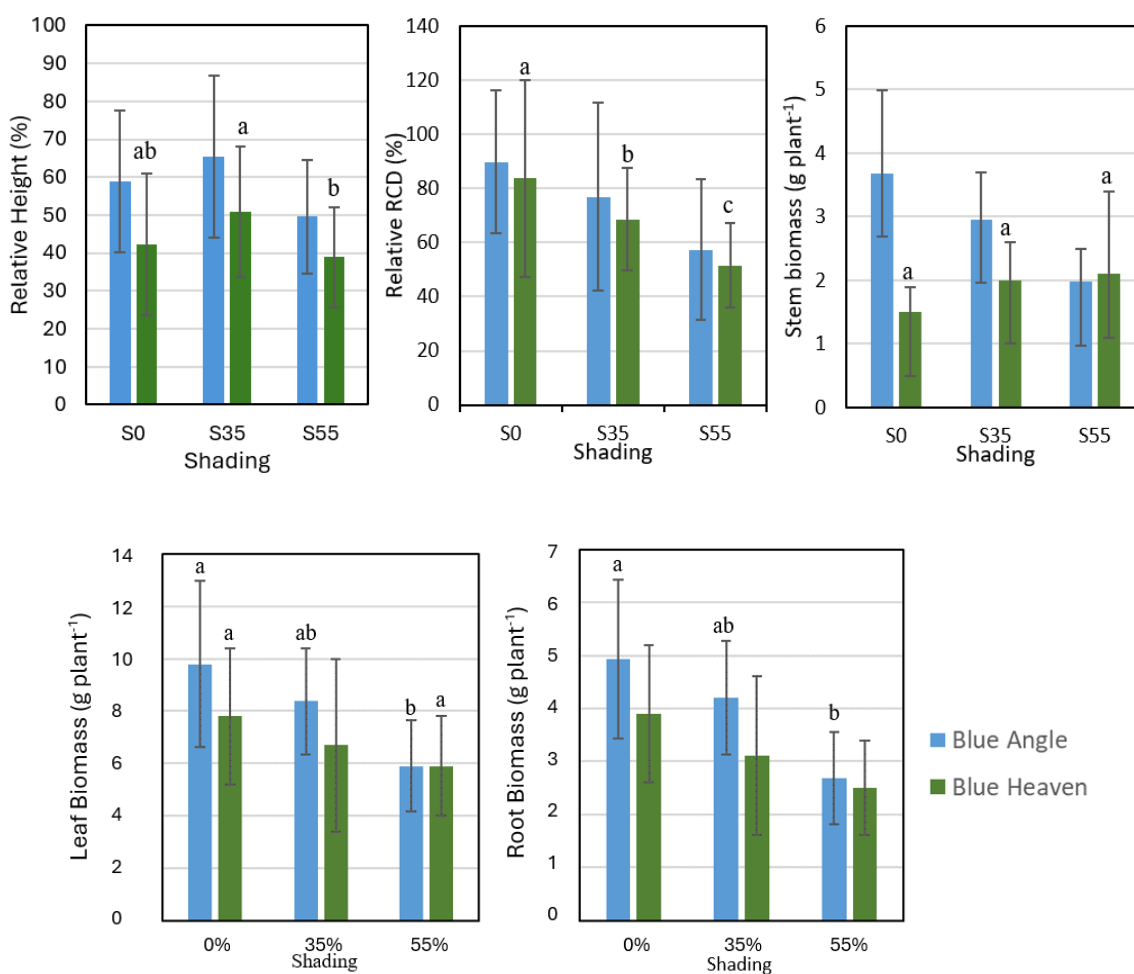 Relative Height (%)
100
90
80
70
60
50
40
30
20
10
0
ab
a
b
S0 S35 S55
Shading
Relative RCD (%)
140
120
100
80
60
40
20
0
a
b
c
S0 S35 S55
Shading
Stem biomass (g plant⁻¹)
6
5
4
3
2
1
0
a
a
a
S0 S35 S55
Shading
Leaf Biomass (g plant⁻¹)
14
12
10
8
6
4
2
0
a
a
ab
b
a
0% 35% 55%
Shading
Root Biomass (g plant⁻¹)
7
6
5
4
3
2
1
0
a
ab
b
0% 35% 55%
Shading
Blue Angle
Blue Heaven